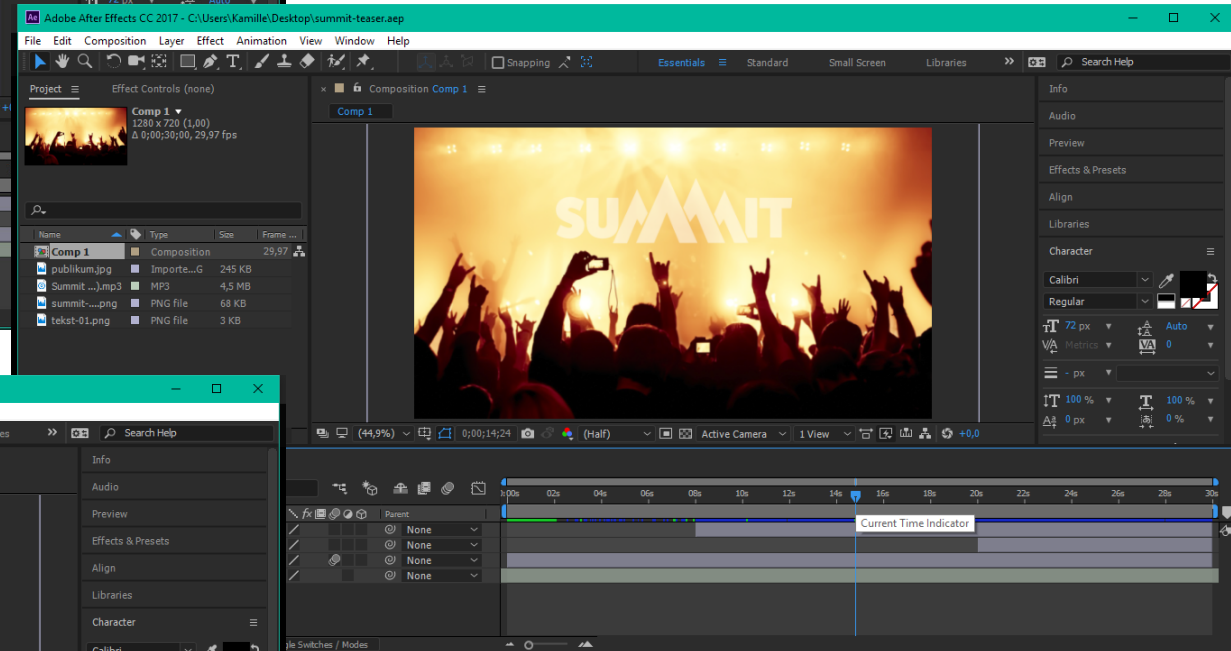 72 px Auto
Adobe After Effects CC 2017 - C:\Users\Kamille\Desktop\summit-teaser.aep
File Edit Composition Layer Effect Animation View Window Help
Snapping Essentials Standard Small Screen Libraries Search Help
Project Effect Controls (none) Composition Comp 1 Info
Comp 1
1280 x 720 (1,00)
Δ 0;00;30;00, 29,97 fps
Comp 1
Audio
Preview
Effects & Presets
Align
Libraries
Character
Calibri
Regular
72 px Auto
Metrics 0
- px
100 % 100 %
0 px 0 %
SUMMIT
Name Type Size Frame ...
Comp 1 Composition 29,97
publikum.jpg Importe...G 245 KB
Summit ...).mp3 MP3 4,5 MB
summit-....png PNG file 68 KB
tekst-01.png PNG file 3 KB
(44,9%) 0;00;14;24 (Half) Active Camera 1 View +0,0
es Search Help
Info
Audio
Preview
Effects & Presets
Align
Libraries
Character
Calibri
02s 04s 06s 08s 10s 12s 14s 16s 18s 20s 22s 24s 26s 28s 30s
fx Parent
None
None
None
None
Current Time Indicator
gle Switches / Modes